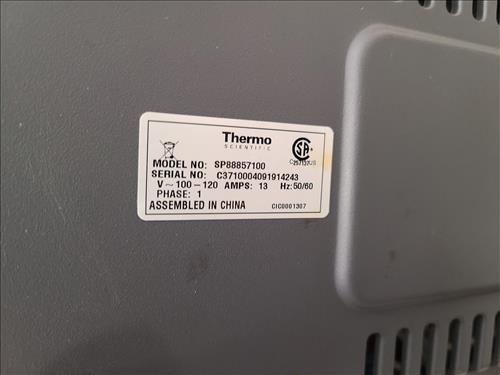 Thermo
SCIENTIFIC
MODEL NO: SP88857100
SERIAL NO: C3710004091914243
V~100-120 AMPS: 13 Hz:50/60
PHASE: 1
ASSEMBLED IN CHINA
CIC0001307